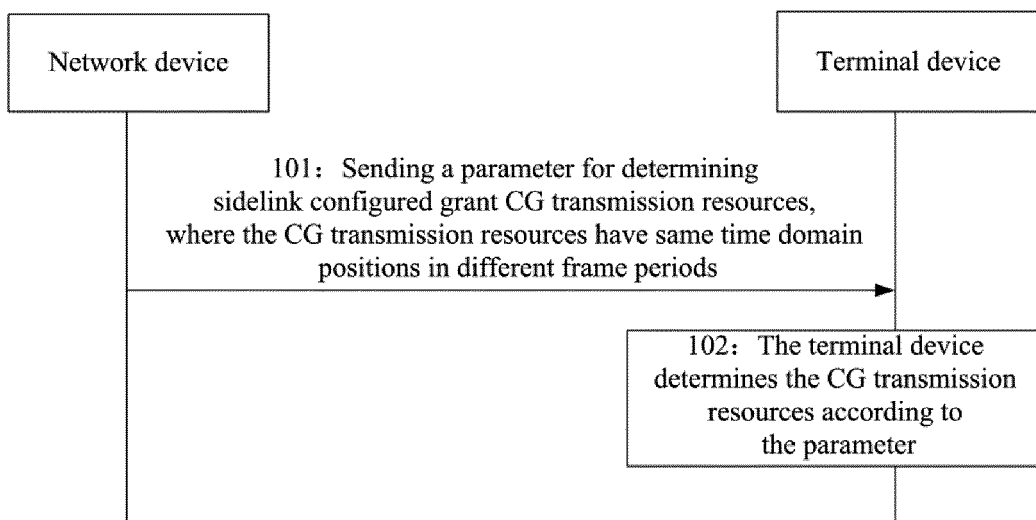 Network device
Terminal device
101: Sending a parameter for determining
sidelink configured grant CG transmission resources,
where the CG transmission resources have same time domain
positions in different frame periods
102: The terminal device
determines the CG transmission
resources according to
the parameter